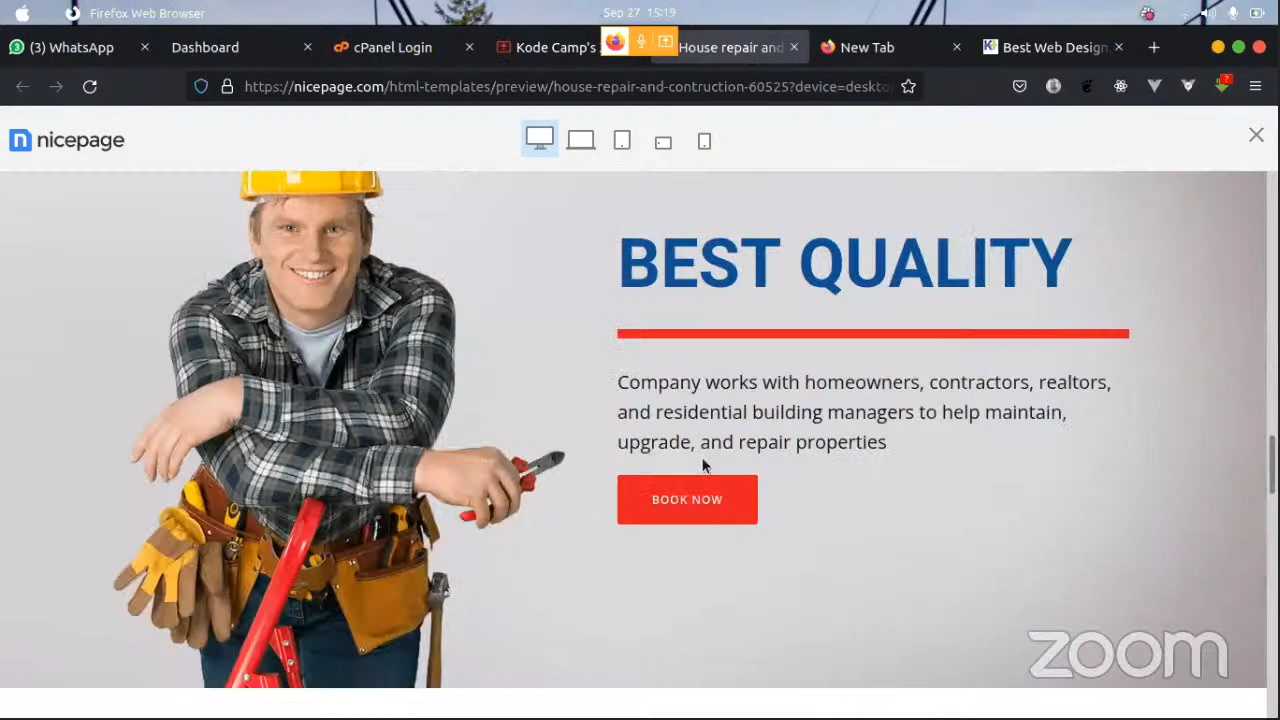 Firefox Web Browser
Sep 27 15:19
(3) WhatsApp
Dashboard
cPanel Login
Kode Camp's
House repair and
New Tab
Best Web Design,
https://nicepage.com/html-templates/preview/house-repair-and-contruction-60525?device=deskto
nicepage
BEST QUALITY
Company works with homeowners, contractors, realtors,
and residential building managers to help maintain,
upgrade, and repair properties
BOOK NOW
zoom